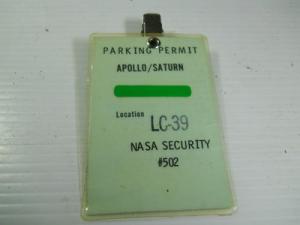 PARKING PERMIT
APOLLO/SATURN
Location
LC-39
NASA SECURITY
#502